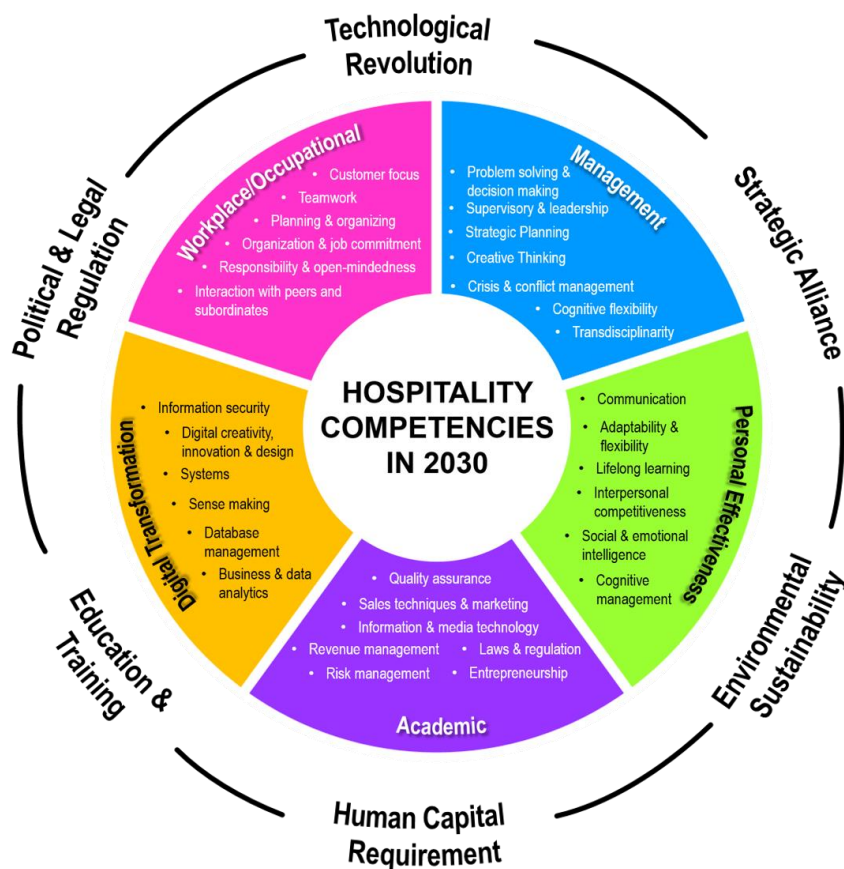 Technological
Revolution
Strategic Alliance
Environmental
Sustainability
Human Capital
Requirement
Education &
Training
Political & Legal
Regulation
HOSPITALITY
COMPETENCIES
IN 2030
Workplace/Occupational
• Customer focus
• Teamwork
• Planning & organizing
• Organization & job commitment
• Responsibility & open-mindedness
• Interaction with peers and
subordinates
Management
• Problem solving &
decision making
• Supervisory & leadership
• Strategic Planning
• Creative Thinking
• Crisis & conflict management
• Cognitive flexibility
• Transdisciplinarity
Personal Effectiveness
• Communication
• Adaptability &
flexibility
• Lifelong learning
• Interpersonal
competitiveness
• Social & emotional
intelligence
• Cognitive
management
Academic
• Quality assurance
• Sales techniques & marketing
• Information & media technology
• Revenue management • Laws & regulation
• Risk management • Entrepreneurship
Digital Transformation
• Information security
• Digital creativity,
innovation & design
• Systems
• Sense making
• Database
management
• Business & data
analytics